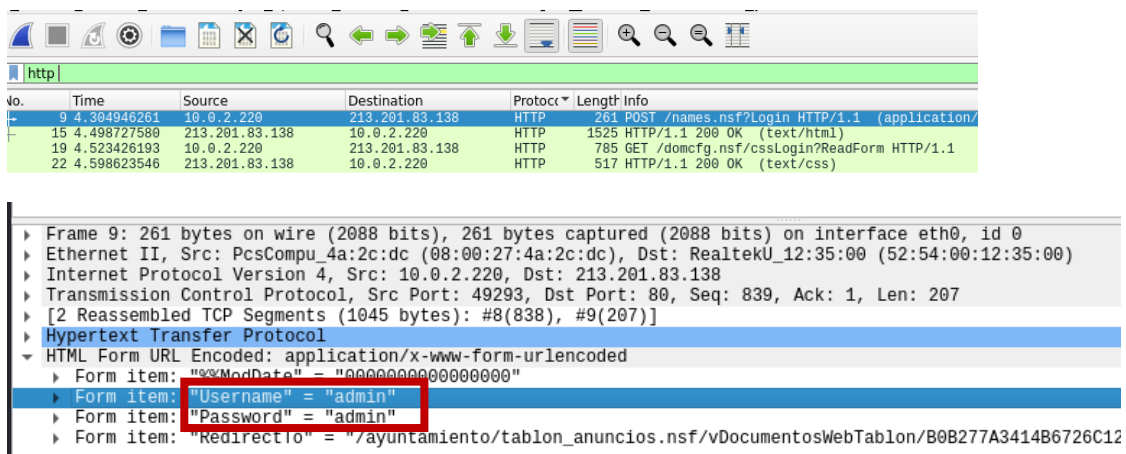 http
No. Time Source Destination Protocc Length Info
9 4.304946261 10.0.2.220 213.201.83.138 HTTP 261 POST /names.nsf?Login HTTP/1.1 (application/
15 4.498727580 213.201.83.138 10.0.2.220 HTTP 1525 HTTP/1.1 200 OK (text/html)
19 4.523426193 10.0.2.220 213.201.83.138 HTTP 785 GET /domcfg.nsf/cssLogin?ReadForm HTTP/1.1
22 4.598623546 213.201.83.138 10.0.2.220 HTTP 517 HTTP/1.1 200 OK (text/css)
Frame 9: 261 bytes on wire (2088 bits), 261 bytes captured (2088 bits) on interface eth0, id 0
Ethernet II, Src: PcsCompu_4a:2c:dc (08:00:27:4a:2c:dc), Dst: RealtekU_12:35:00 (52:54:00:12:35:00)
Internet Protocol Version 4, Src: 10.0.2.220, Dst: 213.201.83.138
Transmission Control Protocol, Src Port: 49293, Dst Port: 80, Seq: 839, Ack: 1, Len: 207
[2 Reassembled TCP Segments (1045 bytes): #8(838), #9(207)]
Hypertext Transfer Protocol
HTML Form URL Encoded: application/x-www-form-urlencoded
Form item: "%%ModDate" = "0000000000000000"
Form item: "Username" = "admin"
Form item: "Password" = "admin"
Form item: "RedirectTo" = "/ayuntamiento/tablon_anuncios.nsf/vDocumentosWebTablon/B0B277A3414B6726C12